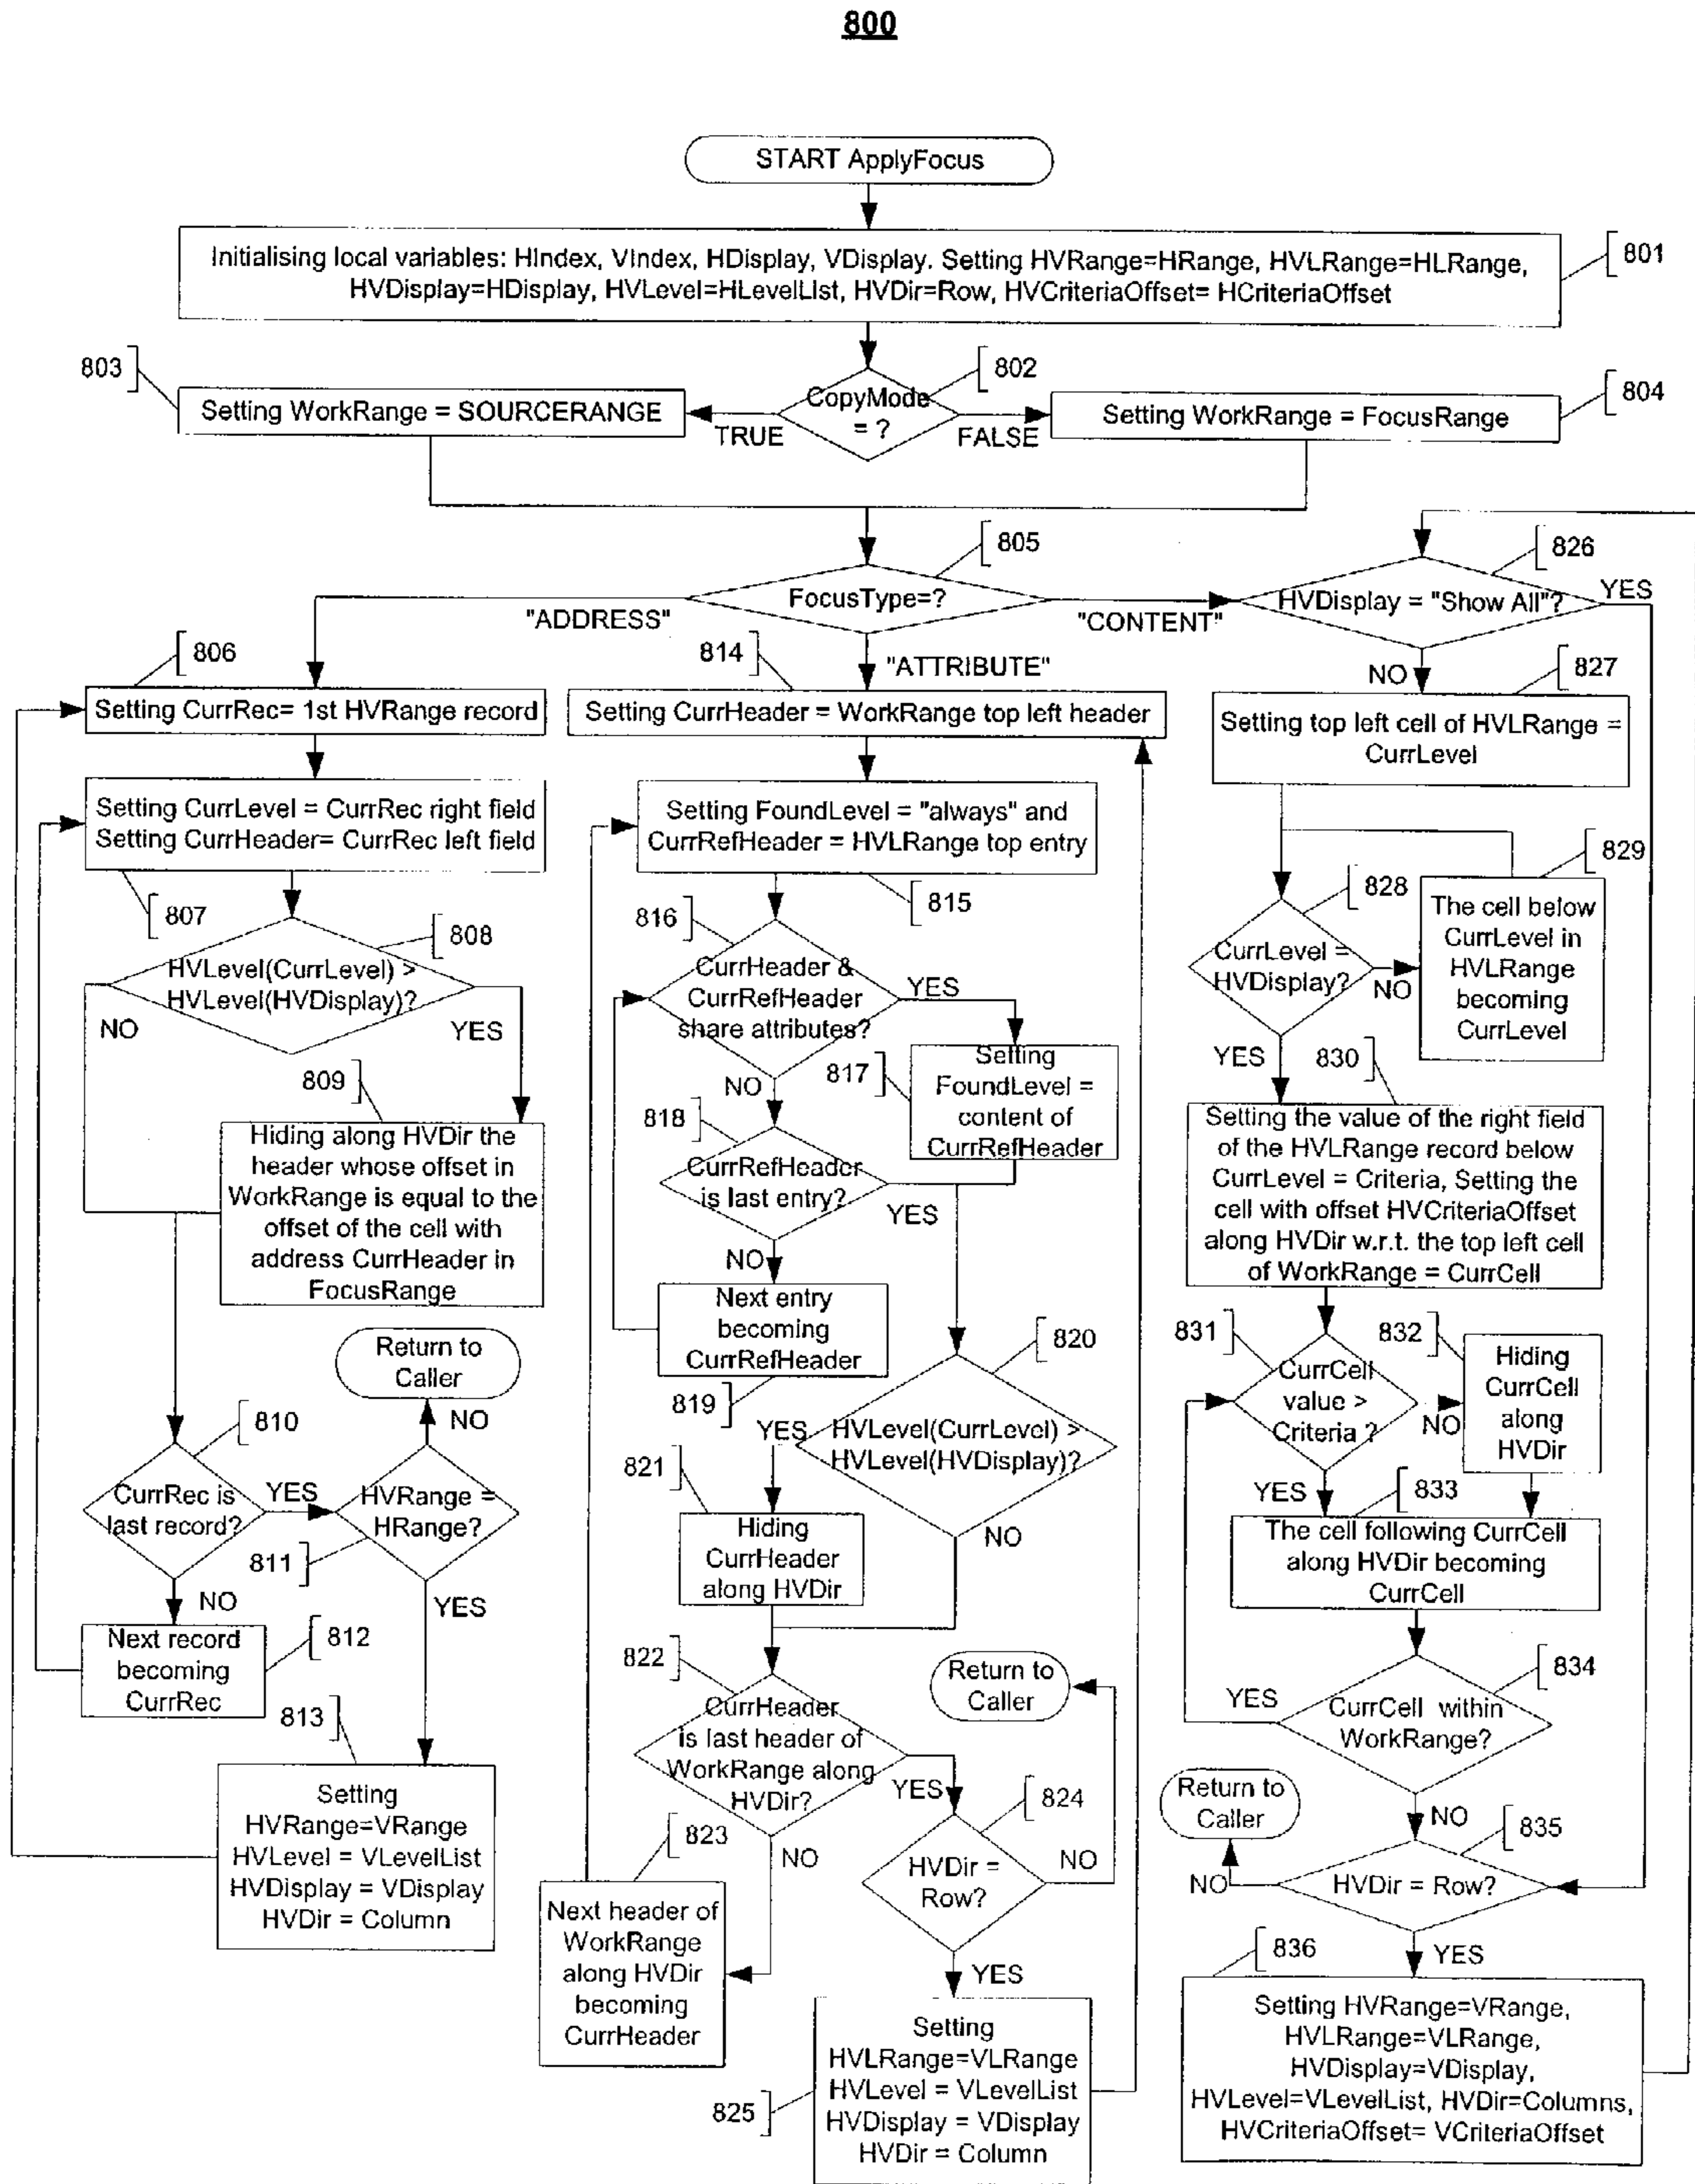 800
START ApplyFocus
Initialising local variables: HIndex, VIndex, HDisplay, VDisplay. Setting HVRange=HRange, HVLRange=HLRange,
HVDisplay=HDisplay, HVLevel=HLevelList, HVDir=Row, HVCriteriaOffset= HCriteriaOffset
801
803
802
804
Setting WorkRange = SOURCERANGE
CopyMode
= ?
TRUE
FALSE
Setting WorkRange = FocusRange
805
FocusType=?
"ADDRESS"
"CONTENT"
"ATTRIBUTE"
806
Setting CurrRec= 1st HVRange record
Setting CurrLevel = CurrRec right field
Setting CurrHeader= CurrRec left field
807
808
HVLevel(CurrLevel) >
HVLevel(HVDisplay)?
NO
YES
809
Hiding along HVDir the
header whose offset in
WorkRange is equal to the
offset of the cell with
address CurrHeader in
FocusRange
Return to
Caller
NO
810
CurrRec is
last record?
YES
HVRange =
HRange?
811
NO
YES
Next record
becoming
CurrRec
812
813
Setting
HVRange=VRange
HVLevel = VLevelList
HVDisplay = VDisplay
HVDir = Column
814
Setting CurrHeader = WorkRange top left header
Setting FoundLevel = "always" and
CurrRefHeader = HVLRange top entry
815
816
CurrHeader &
CurrRefHeader
share attributes?
YES
NO
817
Setting
FoundLevel =
content of
CurrRefHeader
818
CurrRefHeader
is last entry?
YES
NO
Next entry
becoming
CurrRefHeader
819
820
HVLevel(CurrLevel) >
HVLevel(HVDisplay)?
YES
NO
821
Hiding
CurrHeader
along HVDir
822
CurrHeader
is last header of
WorkRange along
HVDir?
YES
NO
Return to
Caller
823
Next header of
WorkRange
along HVDir
becoming
CurrHeader
824
HVDir =
Row?
NO
YES
825
Setting
HVLRange=VLRange
HVLevel = VLevelList
HVDisplay = VDisplay
HVDir = Column
826
HVDisplay = "Show All"?
YES
NO
827
Setting top left cell of HVLRange =
CurrLevel
828
CurrLevel =
HVDisplay?
NO
YES
829
The cell below
CurrLevel in
HVLRange
becoming
CurrLevel
830
Setting the value of the right field
of the HVLRange record below
CurrLevel = Criteria, Setting the
cell with offset HVCriteriaOffset
along HVDir w.r.t. the top left cell
of WorkRange = CurrCell
831
CurrCell
value >
Criteria ?
NO
YES
832
Hiding
CurrCell
along
HVDir
833
The cell following CurrCell
along HVDir becoming
CurrCell
834
CurrCell within
WorkRange?
YES
NO
Return to
Caller
835
HVDir = Row?
NO
YES
836
Setting HVRange=VRange,
HVLRange=VLRange,
HVDisplay=VDisplay,
HVLevel=VLevelList, HVDir=Columns,
HVCriteriaOffset= VCriteriaOffset